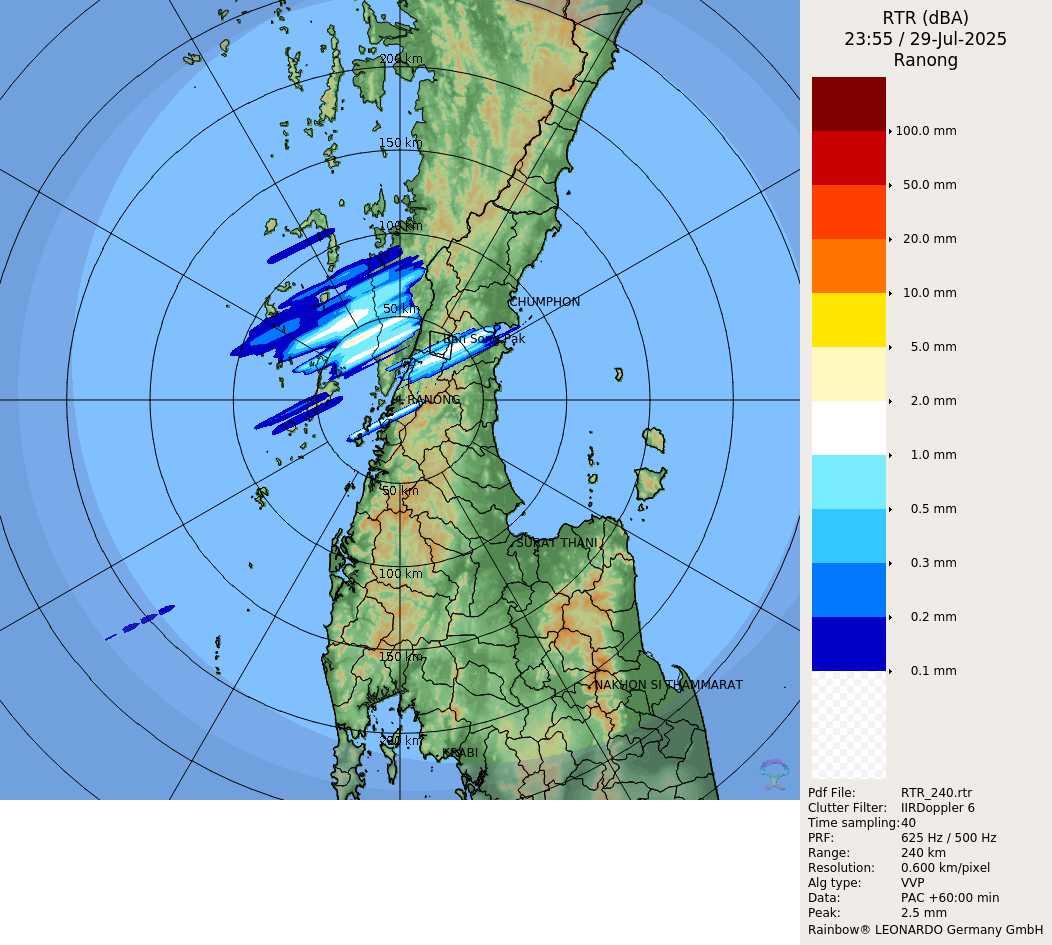 RTR (dBA)
23:55 / 29-Jul-2025
Ranong
100.0 mm
50.0 mm
20.0 mm
10.0 mm
5.0 mm
2.0 mm
1.0 mm
0.5 mm
0.3 mm
0.2 mm
0.1 mm
Pdf File: RTR_240.rtr
Clutter Filter: IIRDoppler 6
Time sampling:40
PRF: 625 Hz / 500 Hz
Range: 240 km
Resolution: 0.600 km/pixel
Alg type: VVP
Data: PAC +60:00 min
Peak: 2.5 mm
Rainbow® LEONARDO Germany GmbH
200 km
150 km
100 km
50 km
CHUMPHON
Ban Song Pak
RANONG
50 km
SURAT THANI
100 km
150 km
NAKHON SI THAMMARAT
200 km
KRABI